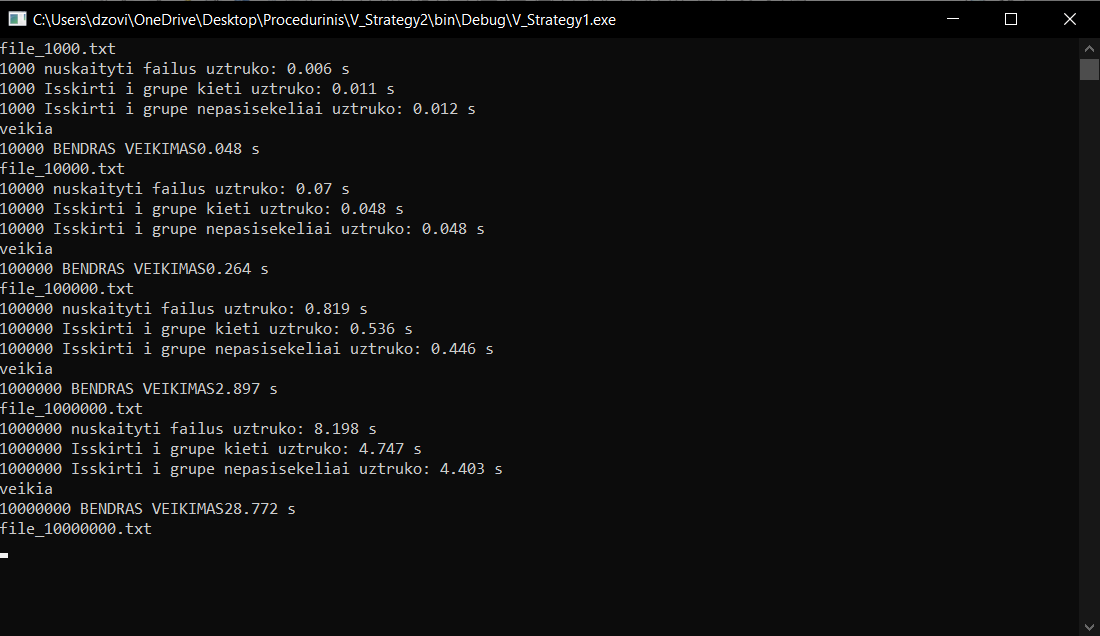 C:\Users\dzovi\OneDrive\Desktop\Procedurinis\V_Strategy2\bin\Debug\V_Strategy1.exe
file_1000.txt
1000 nuskaityti failus uztruko: 0.006 s
1000 Isskirti i grupe kieti uztruko: 0.011 s
1000 Isskirti i grupe nepasisekeliai uztruko: 0.012 s
veikia
10000 BENDRAS VEIKIMAS0.048 s
file_10000.txt
10000 nuskaityti failus uztruko: 0.07 s
10000 Isskirti i grupe kieti uztruko: 0.048 s
10000 Isskirti i grupe nepasisekeliai uztruko: 0.048 s
veikia
100000 BENDRAS VEIKIMAS0.264 s
file_100000.txt
100000 nuskaityti failus uztruko: 0.819 s
100000 Isskirti i grupe kieti uztruko: 0.536 s
100000 Isskirti i grupe nepasisekeliai uztruko: 0.446 s
veikia
1000000 BENDRAS VEIKIMAS2.897 s
file_1000000.txt
1000000 nuskaityti failus uztruko: 8.198 s
1000000 Isskirti i grupe kieti uztruko: 4.747 s
1000000 Isskirti i grupe nepasisekeliai uztruko: 4.403 s
veikia
10000000 BENDRAS VEIKIMAS28.772 s
file_10000000.txt